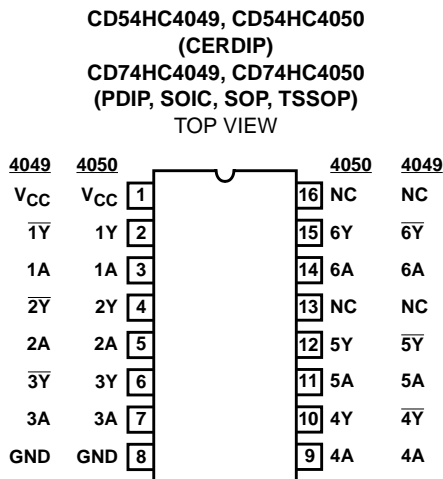 CD54HC4049, CD54HC4050
(CERDIP)
CD74HC4049, CD74HC4050
(PDIP, SOIC, SOP, TSSOP)
TOP VIEW
4049 4050 4050 4049
VCC VCC 1 16 NC NC
1Y̅ 1Y 2 15 6Y 6Y̅
1A 1A 3 14 6A 6A
2Y̅ 2Y 4 13 NC NC
2A 2A 5 12 5Y 5Y̅
3Y̅ 3Y 6 11 5A 5A
3A 3A 7 10 4Y 4Y̅
GND GND 8 9 4A 4A